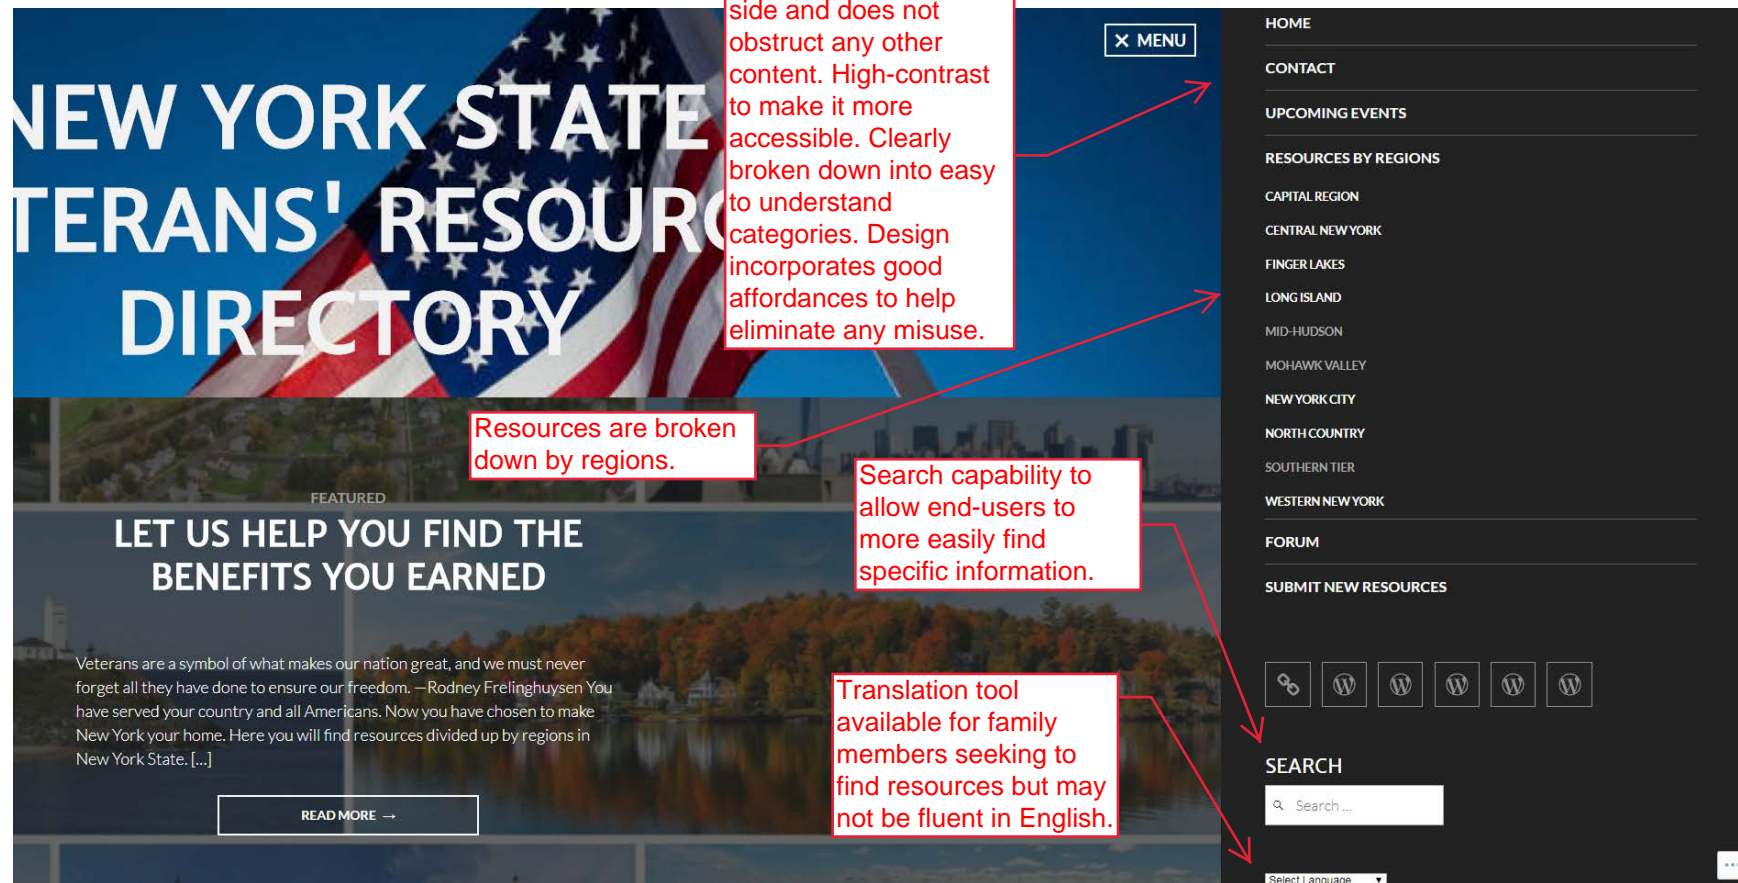 side and does not
obstruct any other
content. High-contrast
to make it more
accessible. Clearly
broken down into easy
to understand
categories. Design
incorporates good
affordances to help
eliminate any misuse.
X MENU
NEW YORK STATE
TERANS' RESOURC
DIRECTORY
Resources are broken
down by regions.
FEATURED
LET US HELP YOU FIND THE
BENEFITS YOU EARNED
Veterans are a symbol of what makes our nation great, and we must never
forget all they have done to ensure our freedom. —Rodney Frelinghuysen You
have served your country and all Americans. Now you have chosen to make
New York your home. Here you will find resources divided up by regions in
New York State. [...]
READ MORE →
Search capability to
allow end-users to
more easily find
specific information.
Translation tool
available for family
members seeking to
find resources but may
not be fluent in English.
HOME
CONTACT
UPCOMING EVENTS
RESOURCES BY REGIONS
CAPITAL REGION
CENTRAL NEW YORK
FINGER LAKES
LONG ISLAND
MID-HUDSON
MOHAWK VALLEY
NEW YORK CITY
NORTH COUNTRY
SOUTHERN TIER
WESTERN NEW YORK
FORUM
SUBMIT NEW RESOURCES
SEARCH
Search ...
Select Language